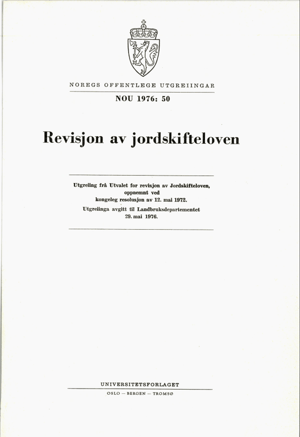 NOREGS OFFENTLEGE UTGREIINGAR
NOU 1976: 50
Revisjon av jordskifteloven
Utgreiing frå Utvalet for revisjon av Jordskifteloven,
oppnemnt ved
kongeleg resolusjon av 12. mai 1972.
Utgreiinga avgitt til Landbruksdepartementet
29. mai 1976.
UNIVERSITETSFORLAGET
OSLO – BERGEN – TROMSØ